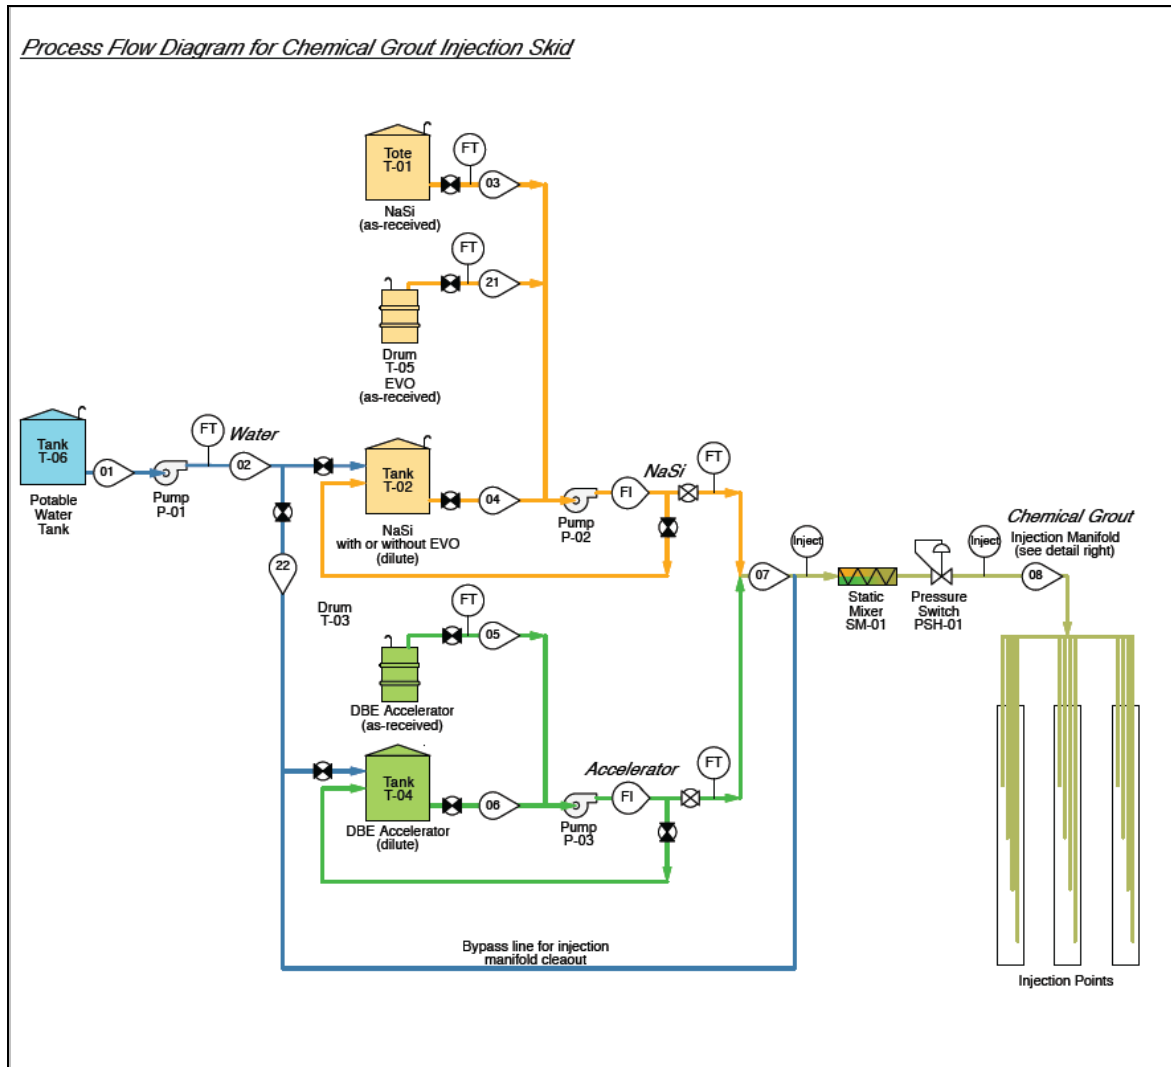 Process Flow Diagram for Chemical Grout Injection Skid
Tote
T-01
FT
03
NaSi
(as-received)
FT
21
Drum
T-05
EVO
(as-received)
Tank
T-06
01
Potable
Water
Tank
Pump
P-01
FT
Water
02
22
Tank
T-02
04
NaSi
with or without EVO
(dilute)
Pump
P-02
FI
NaSi
FT
Drum
T-03
FT
05
DBE Accelerator
(as-received)
Tank
T-04
06
DBE Accelerator
(dilute)
Pump
P-03
Accelerator
FI
FT
07
Inject
Static
Mixer
SM-01
Pressure
Switch
PSH-01
Inject
Chemical Grout
Injection Manifold
(see detail right)
08
Bypass line for injection
manifold cleaout
Injection Points